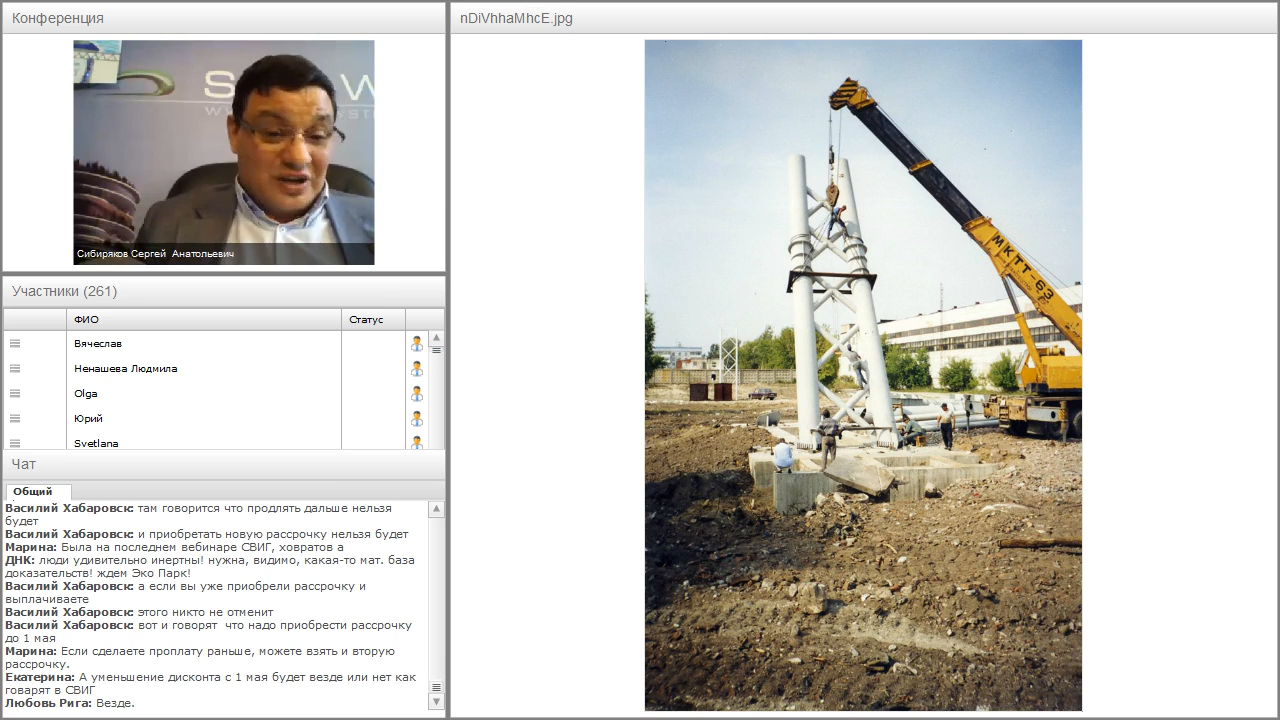 Конференция
nDiVhhaMhcE.jpg
S
W
Сибиряков Сергей Анатольевич
МКТТ-63
Участники (261)
ФИО Статус
Вячеслав
Ненашева Людмила
Olga
Юрий
Svetlana
Чат
Общий
Василий Хабаровск: там говорится что продлять дальше нельзя
будет
Василий Хабаровск: и приобретать новую рассрочку нельзя будет
Марина: Была на последнем вебинаре СВИГ, ховратов а
ДНК: люди удивительно инертны! нужна, видимо, какая-то мат. база
доказательств! ждем Эко Парк!
Василий Хабаровск: а если вы уже приобрели рассрочку и
выплачиваете
Василий Хабаровск: этого никто не отменит
Василий Хабаровск: вот и говорят что надо приобрести рассрочку
до 1 мая
Марина: Если сделаете проплату раньше, можете взять и вторую
рассрочку.
Екатерина: А уменьшение дисконта с 1 мая будет везде или нет как
говарят в СВИГ
Любовь Рига: Везде.